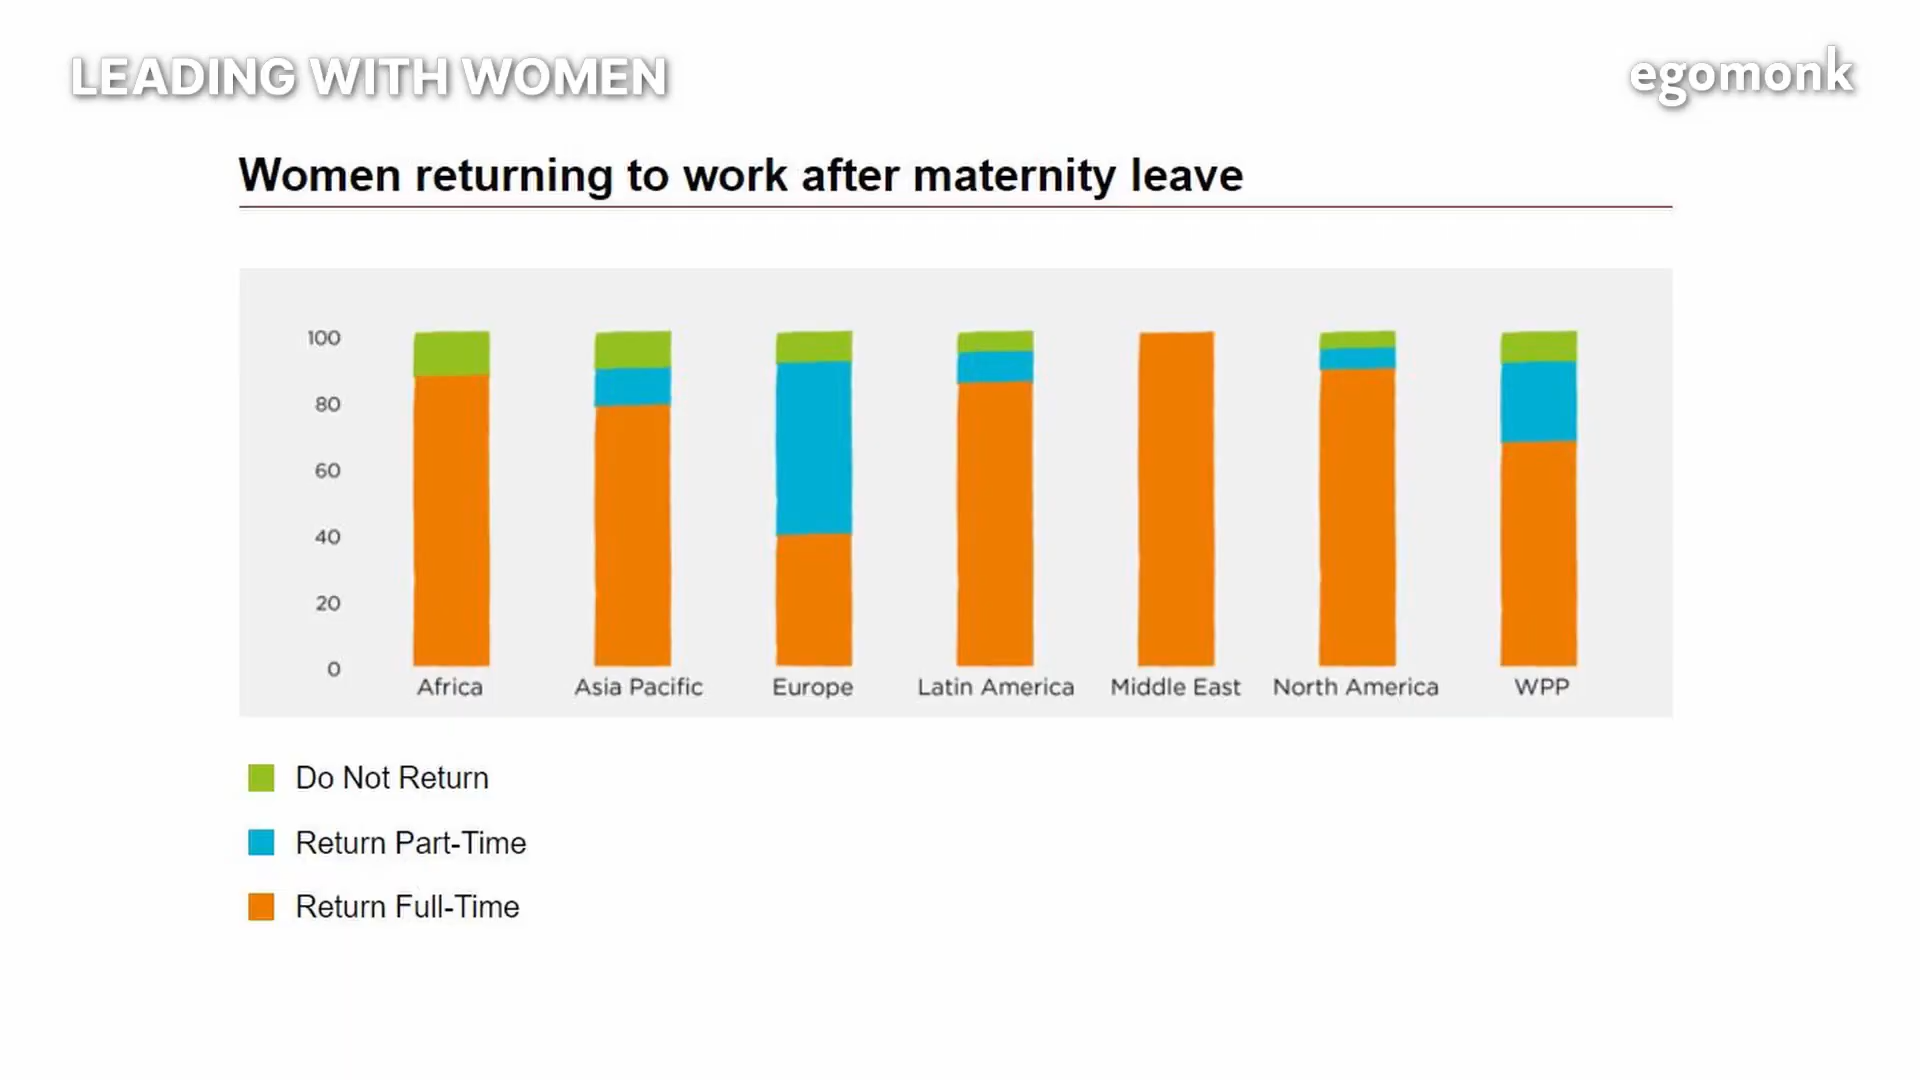 LEADING WITH WOMEN
egomonk
Women returning to work after maternity leave
100
80
60
40
20
0
Africa
Asia Pacific
Europe
Latin America
Middle East
North America
WPP
Do Not Return
Return Part-Time
Return Full-Time